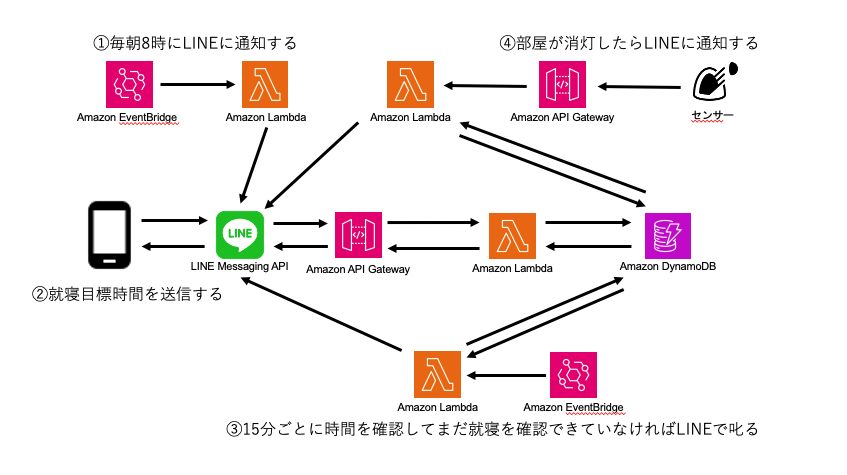 ①毎朝8時にLINEに通知する
④部屋が消灯したらLINEに通知する
Amazon EventBridge
Amazon Lambda
Amazon Lambda
Amazon API Gateway
センサー
LINE
LINE Messaging API
Amazon API Gateway
Amazon Lambda
Amazon DynamoDB
②就寝目標時間を送信する
Amazon Lambda
Amazon EventBridge
③15分ごとに時間を確認してまだ就寝を確認できていなければLINEで叱る